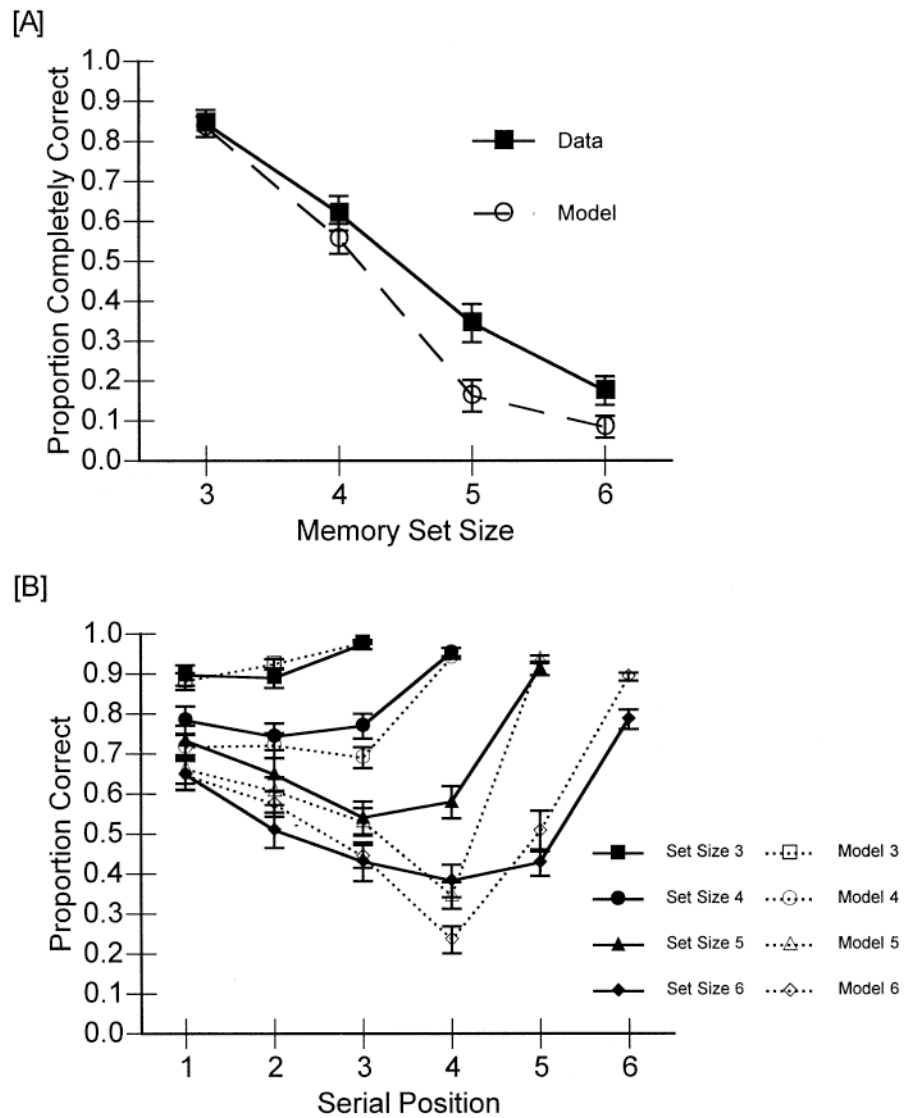 [A]
Proportion Completely Correct
1.0
0.9
0.8
0.7
0.6
0.5
0.4
0.3
0.2
0.1
0.0
Data
Model
3 4 5 6
Memory Set Size
[B]
Proportion Correct
1.0
0.9
0.8
0.7
0.6
0.5
0.4
0.3
0.2
0.1
0.0
Set Size 3 Model 3
Set Size 4 Model 4
Set Size 5 Model 5
Set Size 6 Model 6
1 2 3 4 5 6
Serial Position